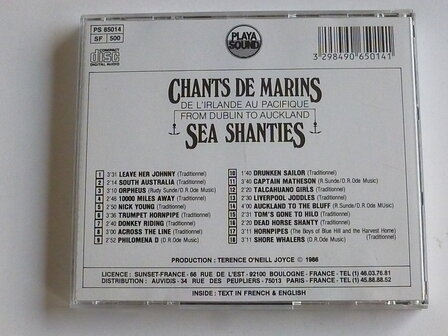 PS 65014
SF 500
COMPACT
disc
DIGITAL AUDIO
PLAYA
SOUND
3 298490 650141
CHANTS DE MARINS
DE L'IRLANDE AU PACIFIQUE
FROM DUBLIN TO AUCKLAND
SEA SHANTIES
1 3'31 LEAVE HER JOHNNY (Traditionnel)
2 2'14 SOUTH AUSTRALIA (Traditionnel)
3 3'10 ORPHEUS (Rudy Sunde/D.R.Ode Music)
4 2'45 10000 MILES AWAY (Traditionnel)
5 2'50 NICK YOUNG (Traditionnel)
6 3'36 TRUMPET HORNPIPE (Traditionnel)
7 2'40 DONKEY RIDING (Traditionnel)
8 3'00 ACROSS THE LINE (Traditionnel)
9 2'52 PHILOMENA D (R.Sunde/D.R.Ode Music)
10 1'40 DRUNKEN SAILOR (Traditionnel)
11 3'40 CAPTAIN MATHESON (R.Sunde/D.R.Ode Music)
12 2'20 TALCAHUANO GIRLS (Traditionnel)
13 2'30 LIVERPOOL JODDLES (Traditionnel)
14 4'00 AUCKLAND TO THE BLUFF (R.Sunde/D.R.Ode Music)
15 2'31 TOM'S GONE TO HILO (Traditionnel)
16 2'20 DEAD HORSE SHANTY (Traditionnel)
17 HORNPIPES (The Boys of Blue Hill and the Harvest Home)
(Traditionnel)
18 3'11 SHORE WHALERS (D.R.Ode Music)
PRODUCTION : TERENCE O'NEILL JOYCE © 1986
LICENCE : SUNSET-FRANCE - 66 RUE DE L'EST - 92100 BOULOGNE - FRANCE - TEL (1) 46.03.76.81
DISTRIBUTION : AUVIDIS - 34 RUE DES PEUPLIERS - 75013 PARIS - FRANCE - TEL. (1) 45.88.88.52
INSIDE : TEXT IN FRENCH & ENGLISH